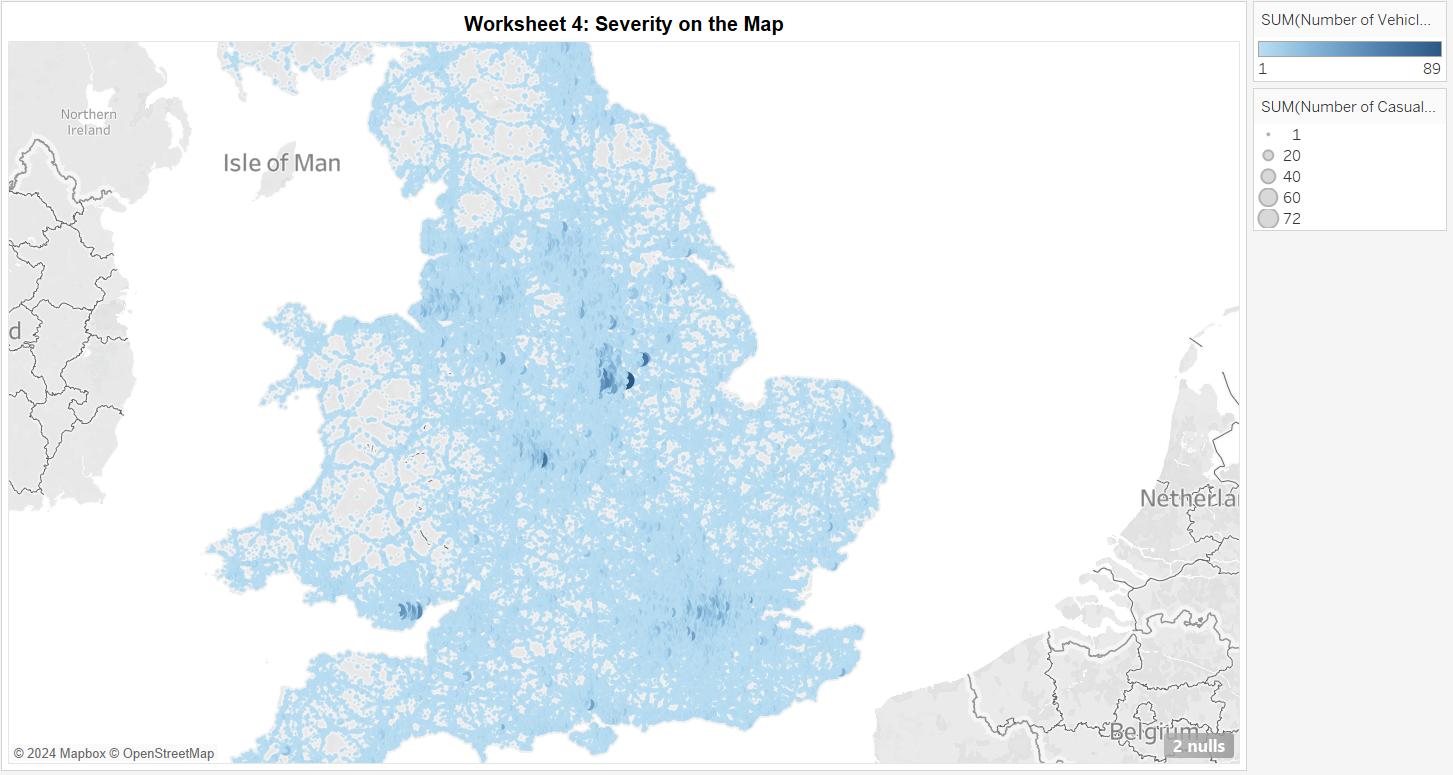 Worksheet 4: Severity on the Map
SUM(Number of Vehicl...
1 89
SUM(Number of Casual...
1
20
40
60
72
Northern
Ireland
Isle of Man
d
Netherla
Belgium
2 nulls
© 2024 Mapbox © OpenStreetMap